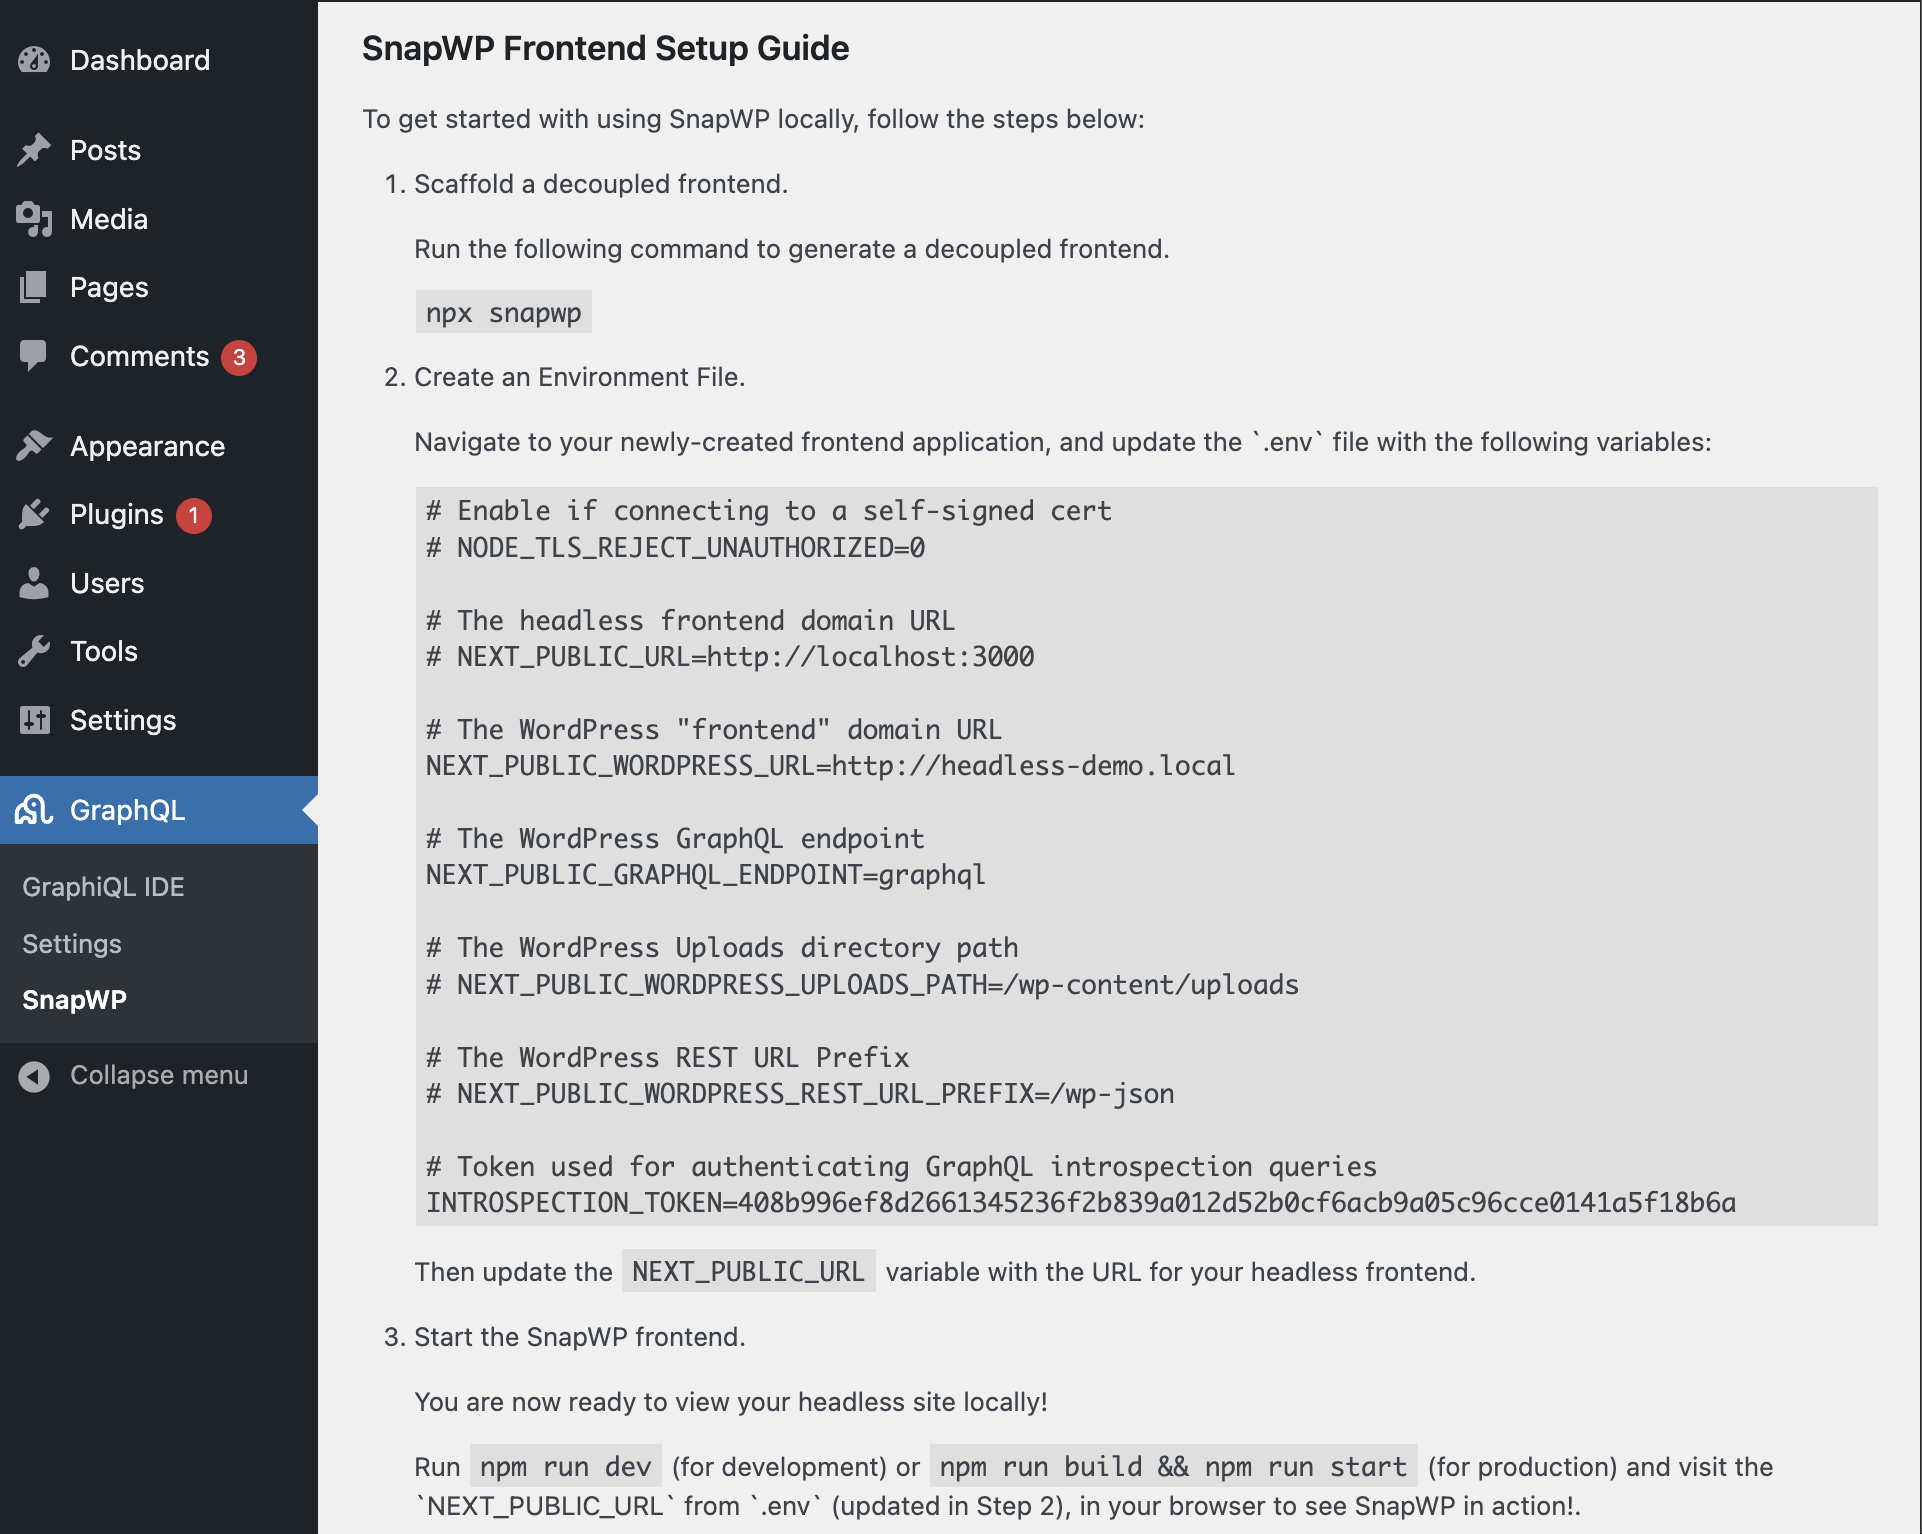 Dashboard
Posts
Media
Pages
Comments 3
Appearance
Plugins 1
Users
Tools
Settings
GraphQL
GraphiQL IDE
Settings
SnapWP
Collapse menu
SnapWP Frontend Setup Guide
To get started with using SnapWP locally, follow the steps below:
1. Scaffold a decoupled frontend.
Run the following command to generate a decoupled frontend.
npx snapwp
2. Create an Environment File.
Navigate to your newly-created frontend application, and update the `.env` file with the following variables:
# Enable if connecting to a self-signed cert
# NODE_TLS_REJECT_UNAUTHORIZED=0
# The headless frontend domain URL
# NEXT_PUBLIC_URL=http://localhost:3000
# The WordPress "frontend" domain URL
NEXT_PUBLIC_WORDPRESS_URL=http://headless-demo.local
# The WordPress GraphQL endpoint
NEXT_PUBLIC_GRAPHQL_ENDPOINT=graphql
# The WordPress Uploads directory path
# NEXT_PUBLIC_WORDPRESS_UPLOADS_PATH=/wp-content/uploads
# The WordPress REST URL Prefix
# NEXT_PUBLIC_WORDPRESS_REST_URL_PREFIX=/wp-json
# Token used for authenticating GraphQL introspection queries
INTROSPECTION_TOKEN=408b996ef8d2661345236f2b839a012d52b0cf6acb9a05c96cce0141a5f18b6a
Then update the NEXT_PUBLIC_URL variable with the URL for your headless frontend.
3. Start the SnapWP frontend.
You are now ready to view your headless site locally!
Run npm run dev (for development) or npm run build && npm run start (for production) and visit the
`NEXT_PUBLIC_URL` from `.env` (updated in Step 2), in your browser to see SnapWP in action!.